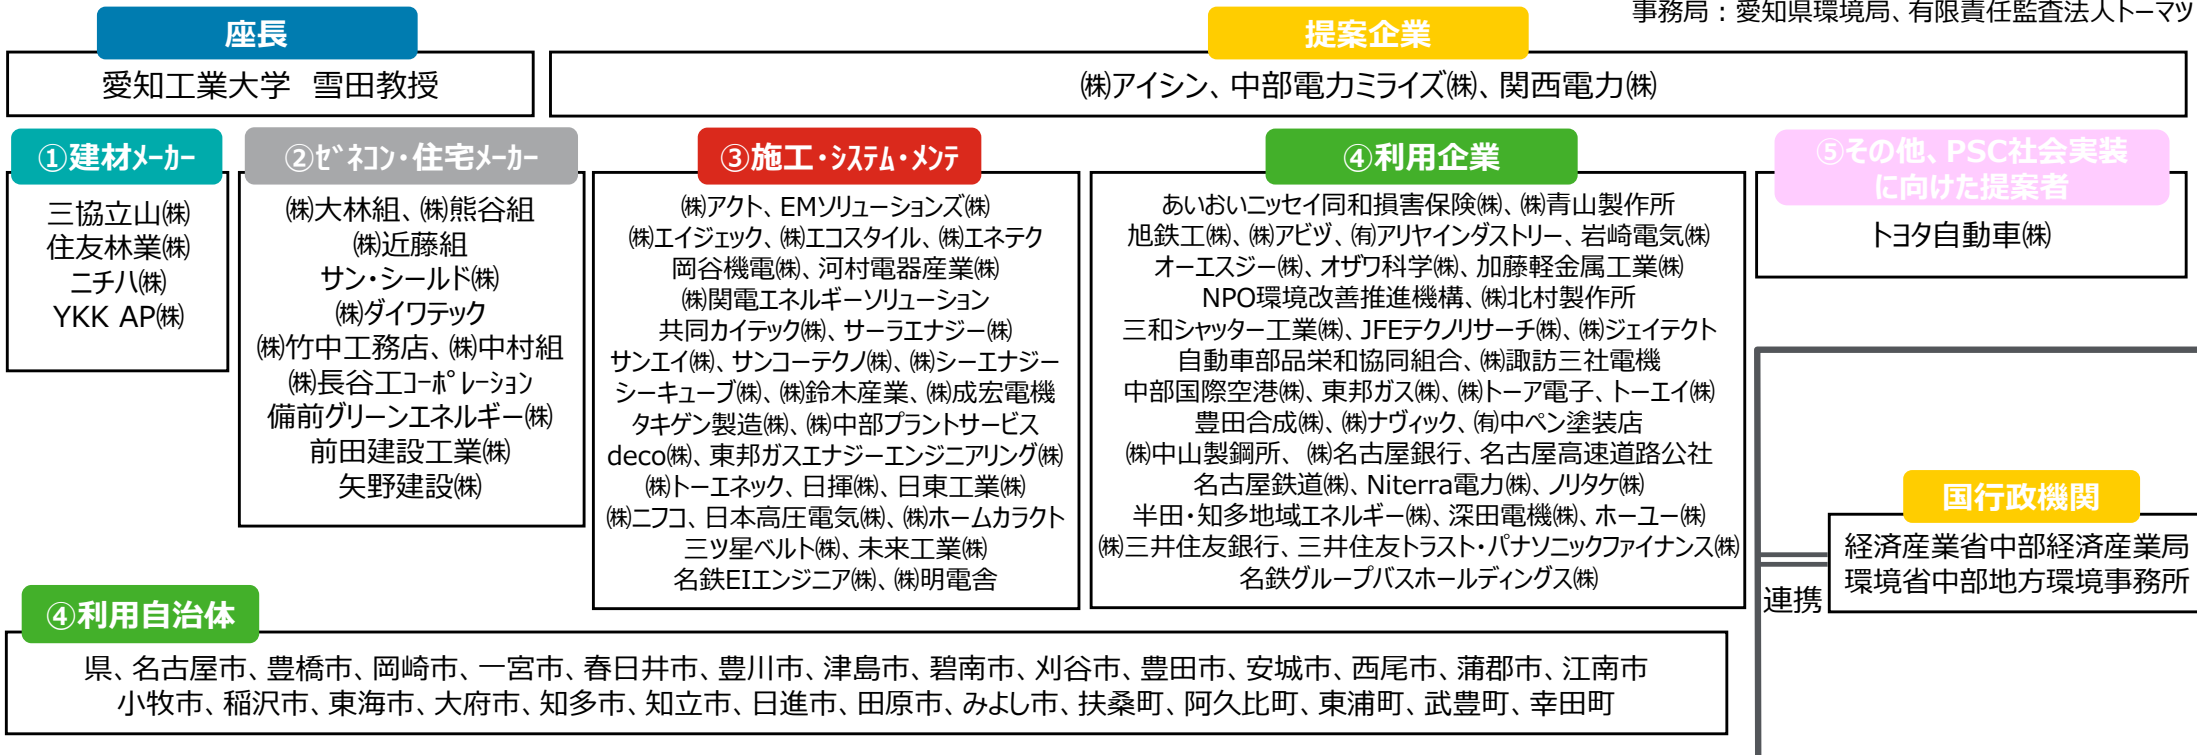 事務局：愛知県環境局、有限責任監査法人トーマツ
座長
愛知工業大学　雪田教授
提案企業
㈱アイシン、中部電力ミライズ㈱、関西電力㈱
①建材メーカー
三協立山㈱
住友林業㈱
ニチハ㈱
YKK AP㈱
②ｾﾞﾈｺﾝ・住宅メーカー
㈱大林組、㈱熊谷組
㈱近藤組
サン・シールド㈱
㈱ダイワテック
㈱竹中工務店、㈱中村組
㈱長谷工ｺｰﾎﾟﾚｰｼｮﾝ
備前グリーンエネルギー㈱
前田建設工業㈱
矢野建設㈱
③施工・システム・メンテ
㈱アクト、EMソリューションズ㈱
㈱エイジェック、㈱エコスタイル、㈱エネテク
岡谷機電㈱、河村電器産業㈱
㈱関電エネルギーソリューション
共同カイテック㈱、サーラエナジー㈱
サンエイ㈱、サンコーテクノ㈱、㈱シーエナジー
シーキューブ㈱、㈱鈴木産業、㈱成宏電機
タキゲン製造㈱、㈱中部プラントサービス
deco㈱、東邦ガスエナジーエンジニアリング㈱
㈱トーエネック、日揮㈱、日東工業㈱
㈱ニフコ、日本高圧電気㈱、㈱ホームカラクト
三ツ星ベルト㈱、未来工業㈱
名鉄EIエンジニア㈱、㈱明電舎
④利用企業
あいおいニッセイ同和損害保険㈱、㈱青山製作所
旭鉄工㈱、㈱アビヅ、㈲アリヤインダストリー、岩崎電気㈱
オーエスジー㈱、オザワ科学㈱、加藤軽金属工業㈱
NPO環境改善推進機構、㈱北村製作所
三和シャッター工業㈱、JFEテクノリサーチ㈱、㈱ジェイテクト
自動車部品栄和協同組合、㈱諏訪三社電機
中部国際空港㈱、東邦ガス㈱、㈱トーア電子、トーエイ㈱
豊田合成㈱、㈱ナヴィック、㈲中ペン塗装店
㈱中山製鋼所、㈱名古屋銀行、名古屋高速道路公社
名古屋鉄道㈱、Niterra電力㈱、ノリタケ㈱
半田・知多地域エネルギー㈱、深田電機㈱、ホーユー㈱
㈱三井住友銀行、三井住友トラスト・パナソニックファイナンス㈱
名鉄グループバスホールディングス㈱
⑤その他、PSC社会実装
に向けた提案者
トヨタ自動車㈱
国行政機関
経済産業省中部経済産業局
環境省中部地方環境事務所
連携
④利用自治体
県、名古屋市、豊橋市、岡崎市、一宮市、春日井市、豊川市、津島市、碧南市、刈谷市、豊田市、安城市、西尾市、蒲郡市、江南市
小牧市、稲沢市、東海市、大府市、知多市、知立市、日進市、田原市、みよし市、扶桑町、阿久比町、東浦町、武豊町、幸田町